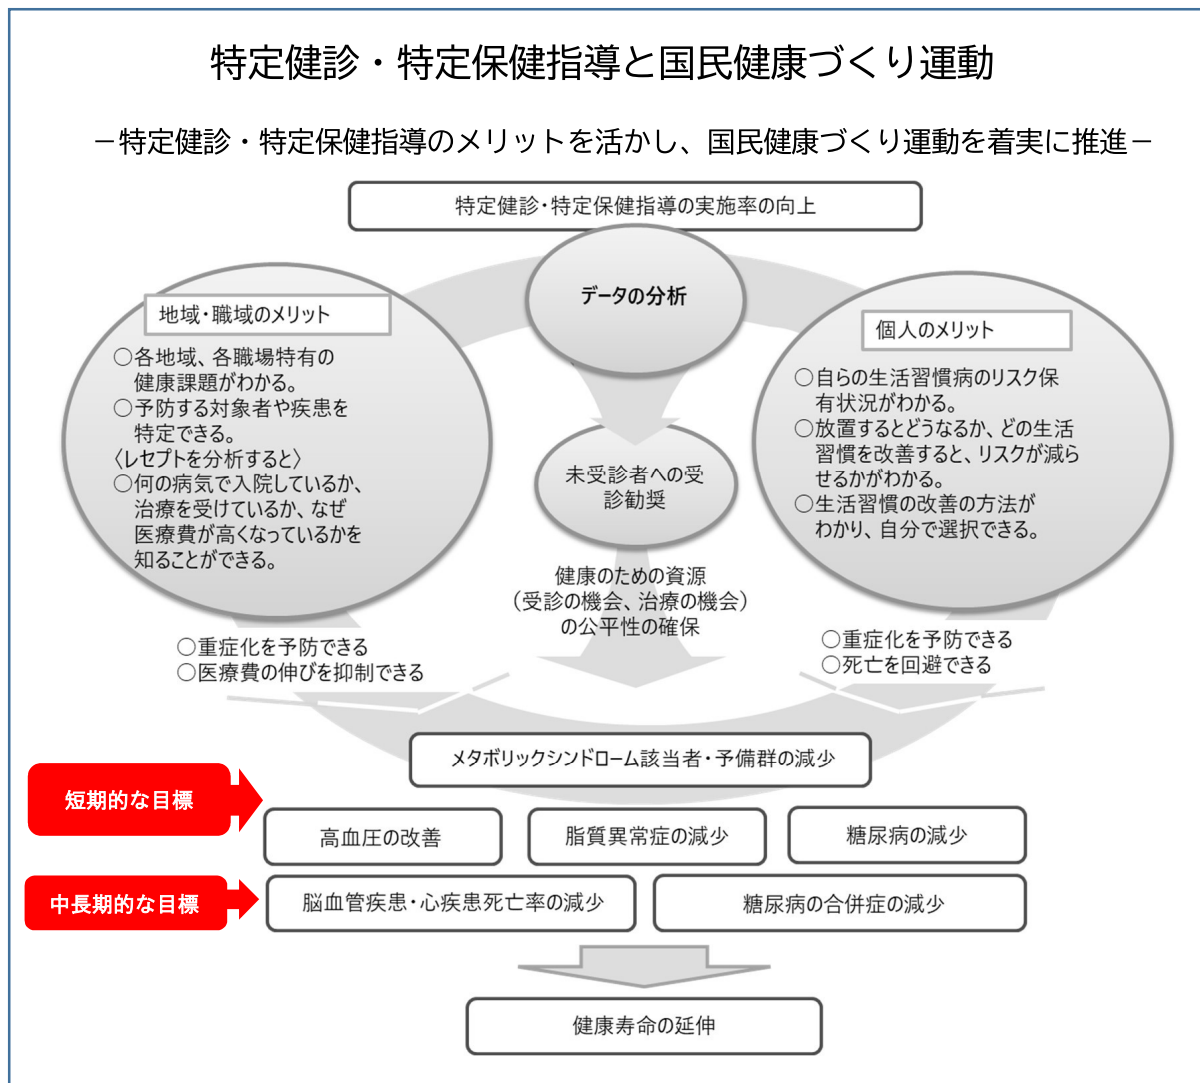 特定健診・特定保健指導と国民健康づくり運動
－特定健診・特定保健指導のメリットを活かし、国民健康づくり運動を着実に推進－
特定健診・特定保健指導の実施率の向上
データの分析
地域・職域のメリット
○各地域、各職場特有の
健康課題がわかる。
○予防する対象者や疾患を
特定できる。
〈レセプトを分析すると〉
○何の病気で入院しているか、
治療を受けているか、なぜ
医療費が高くなっているかを
知ることができる。
個人のメリット
○自らの生活習慣病のリスク保
有状況がわかる。
○放置するとどうなるか、どの生活
習慣を改善すると、リスクが減ら
せるかがわかる。
○生活習慣の改善の方法が
わかり、自分で選択できる。
未受診者への受
診勧奨
健康のための資源
（受診の機会、治療の機会）
の公平性の確保
○重症化を予防できる
○医療費の伸びを抑制できる
○重症化を予防できる
○死亡を回避できる
メタボリックシンドローム該当者・予備群の減少
短期的な目標
高血圧の改善
脂質異常症の減少
糖尿病の減少
中長期的な目標
脳血管疾患・心疾患死亡率の減少
糖尿病の合併症の減少
健康寿命の延伸